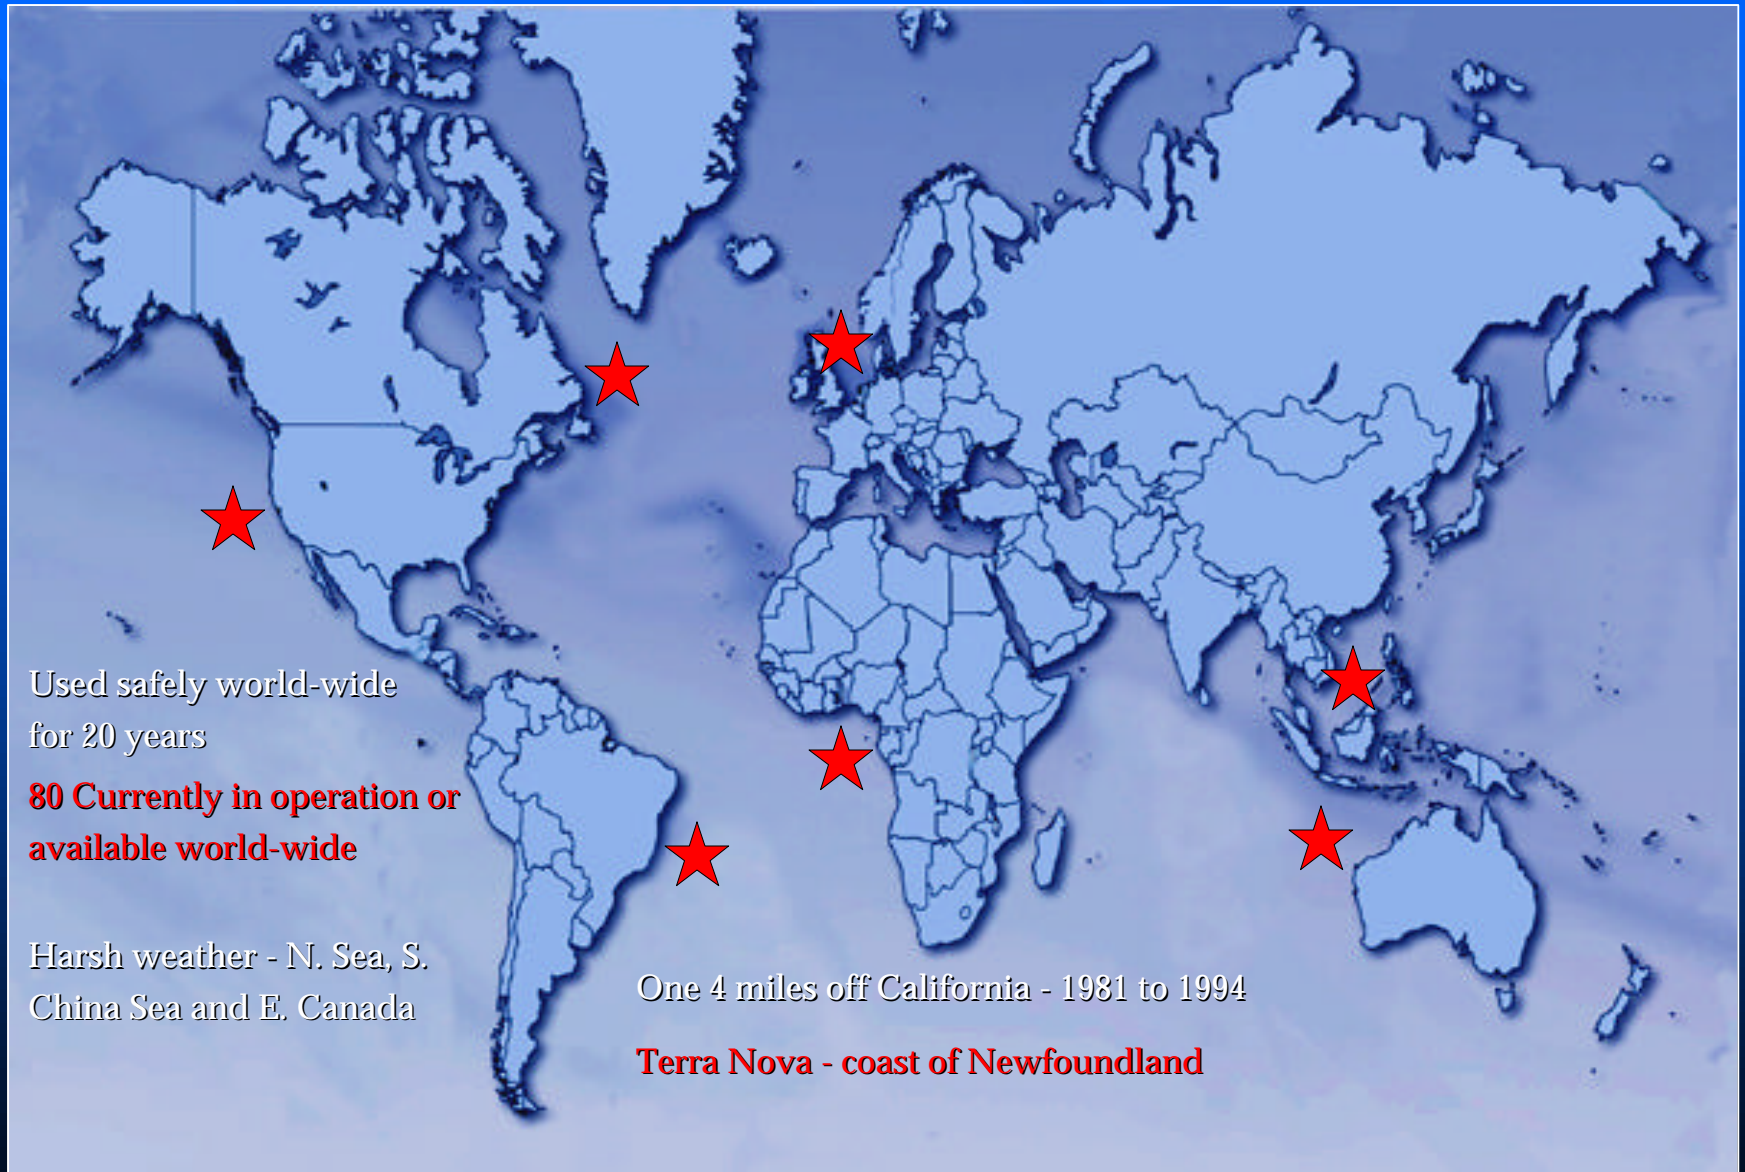 Used safely world-wide
for 20 years
80 Currently in operation or
available world-wide
Harsh weather - N. Sea, S.
China Sea and E. Canada
One 4 miles off California - 1981 to 1994
Terra Nova - coast of Newfoundland